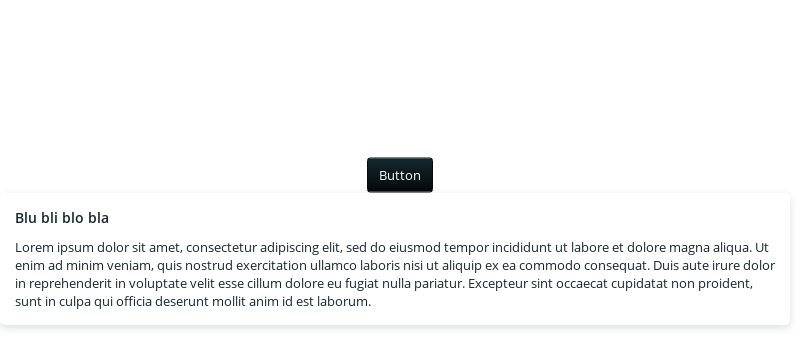 Button
Blu bli blo bla
Lorem ipsum dolor sit amet, consectetur adipiscing elit, sed do eiusmod tempor incididunt ut labore et dolore magna aliqua. Ut
enim ad minim veniam, quis nostrud exercitation ullamco laboris nisi ut aliquip ex ea commodo consequat. Duis aute irure dolor
in reprehenderit in voluptate velit esse cillum dolore eu fugiat nulla pariatur. Excepteur sint occaecat cupidatat non proident,
sunt in culpa qui officia deserunt mollit anim id est laborum.